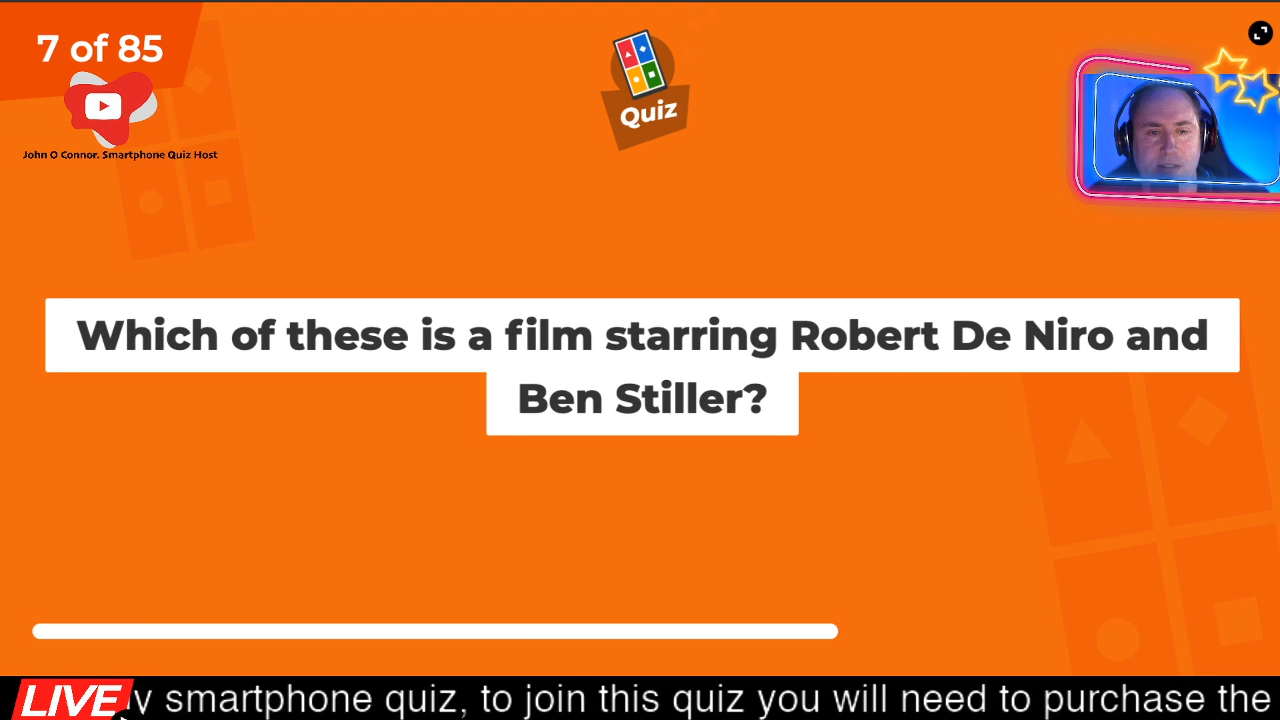 7 of 85
John O Connor. Smartphone Quiz Host
Quiz
Which of these is a film starring Robert De Niro and
Ben Stiller?
LIVE
y smartphone quiz, to join this quiz you will need to purchase the